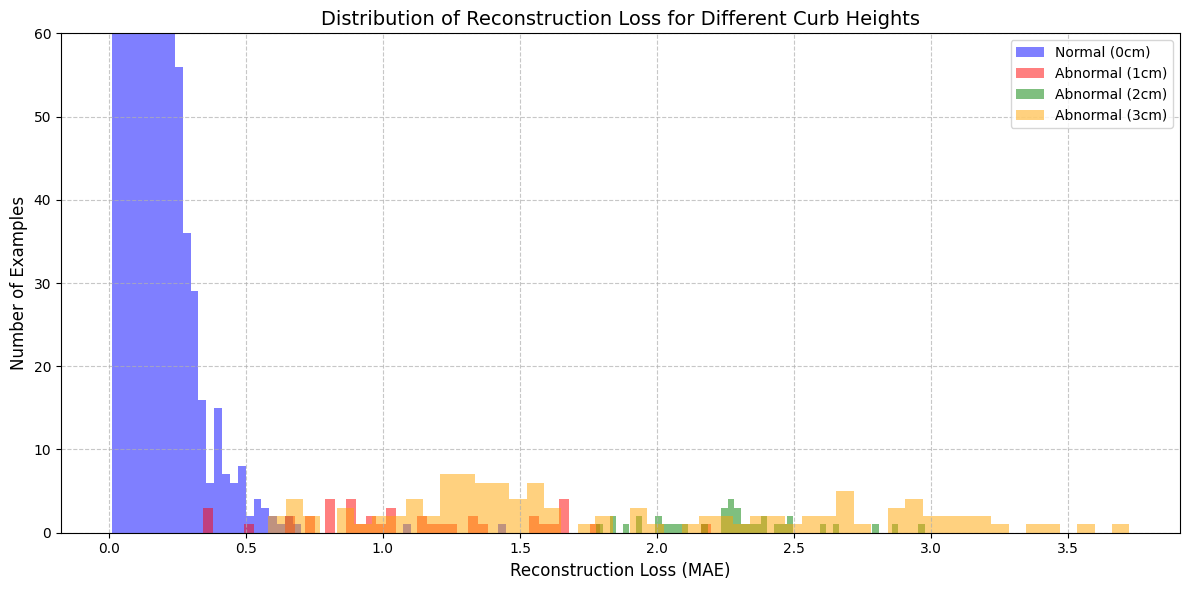 Distribution of Reconstruction Loss for Different Curb Heights
Number of Examples
60
50
40
30
20
10
0
Normal (0cm)
Abnormal (1cm)
Abnormal (2cm)
Abnormal (3cm)
0.0 0.5 1.0 1.5 2.0 2.5 3.0 3.5
Reconstruction Loss (MAE)